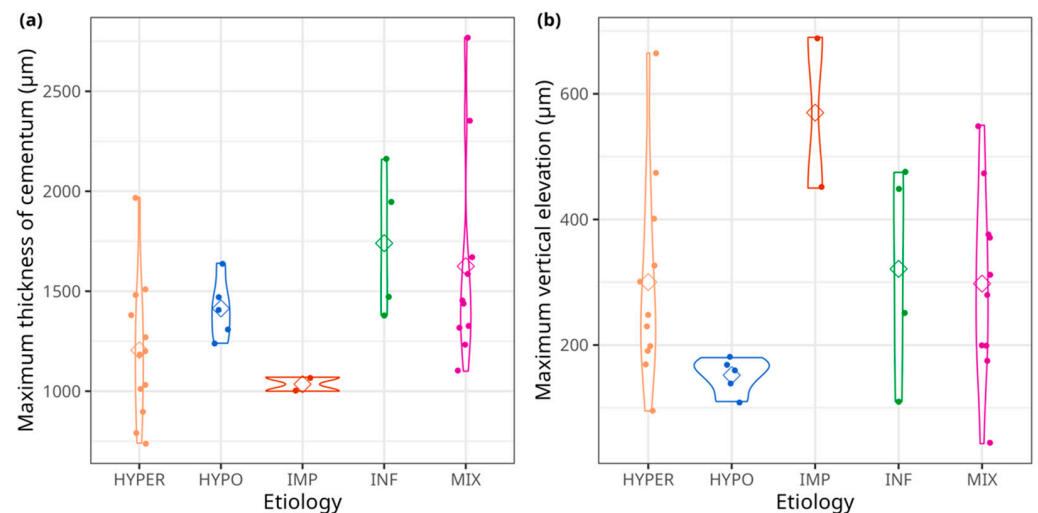 (a)
Maximum thickness of cementum (µm)
2500
2000
1500
1000
HYPER HYPO IMP INF MIX
Etiology
(b)
Maximum vertical elevation (µm)
600
400
200
HYPER HYPO IMP INF MIX
Etiology